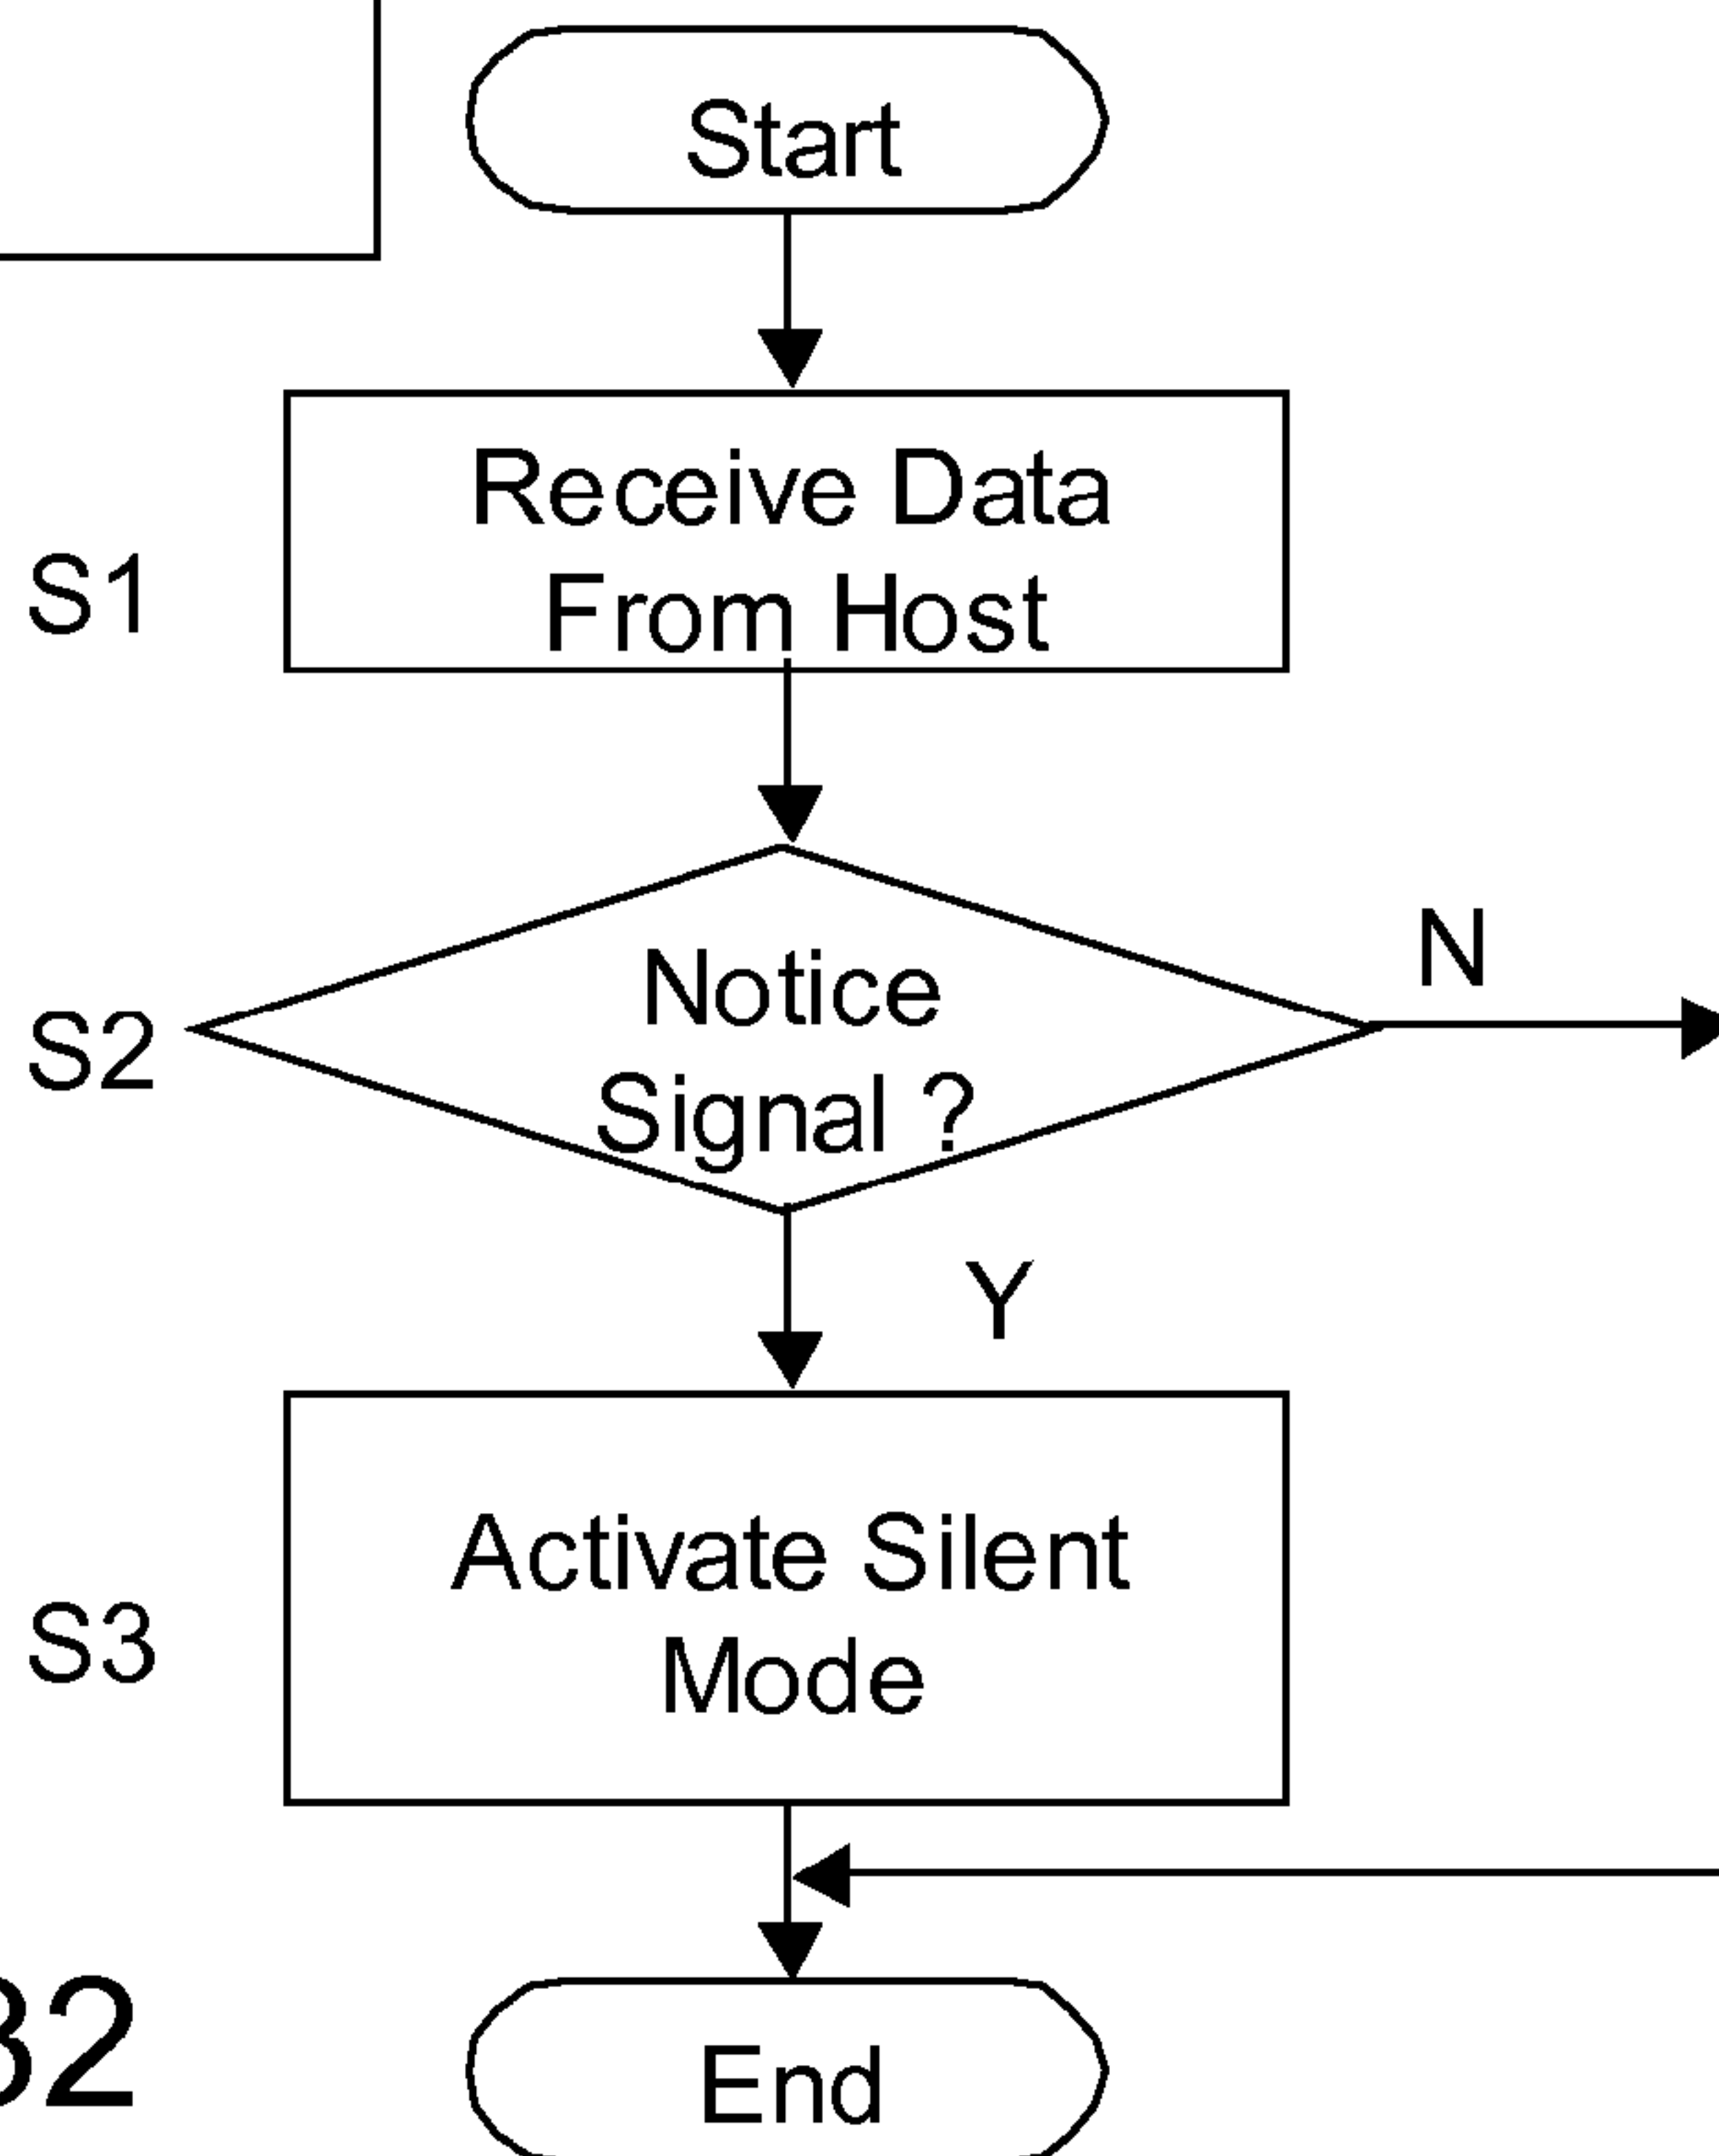 Start
S1
Receive Data
From Host
S2
Notice
Signal ?
N
Y
S3
Activate Silent
Mode
End